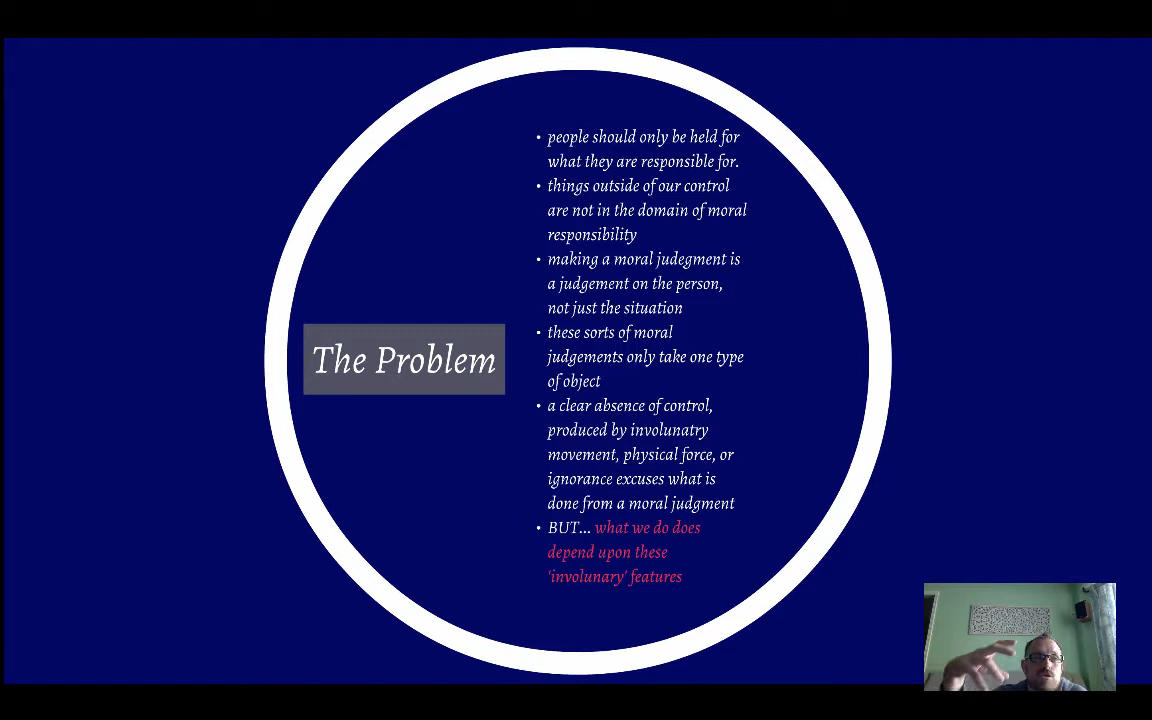 The Problem
• people should only be held for
what they are responsible for.
• things outside of our control
are not in the domain of moral
responsibility
• making a moral judegment is
a judgement on the person,
not just the situation
• these sorts of moral
judgements only take one type
of object
• a clear absence of control,
produced by involunatry
movement, physical force, or
ignorance excuses what is
done from a moral judgment
• BUT... what we do does
depend upon these
'involunary' features